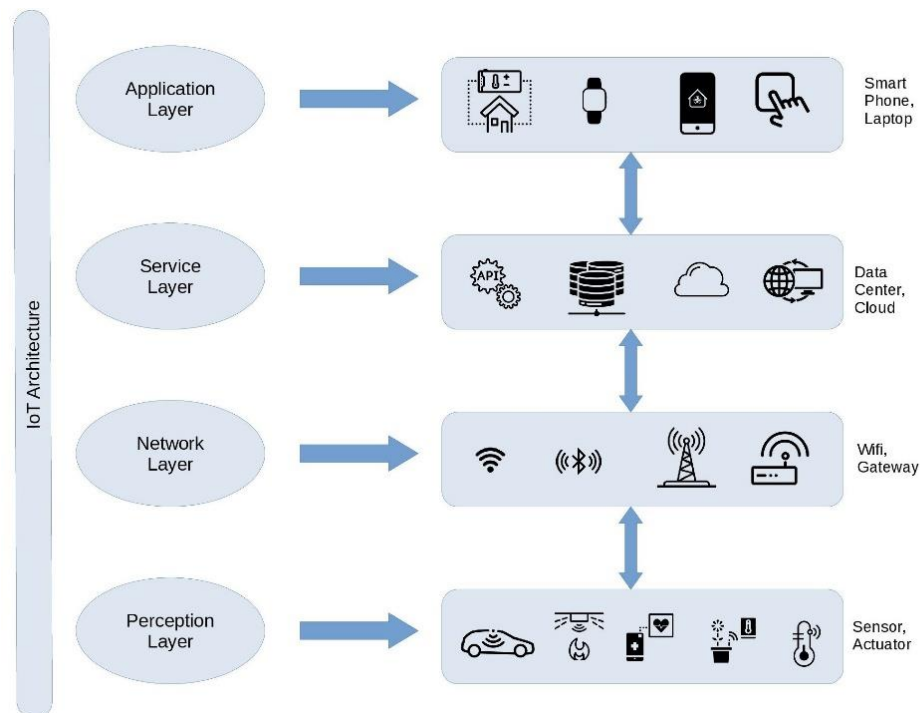 IoT Architecture
Application
Layer
Smart
Phone,
Laptop
Service
Layer
API
Data
Center,
Cloud
Network
Layer
Wifi,
Gateway
Perception
Layer
Sensor,
Actuator